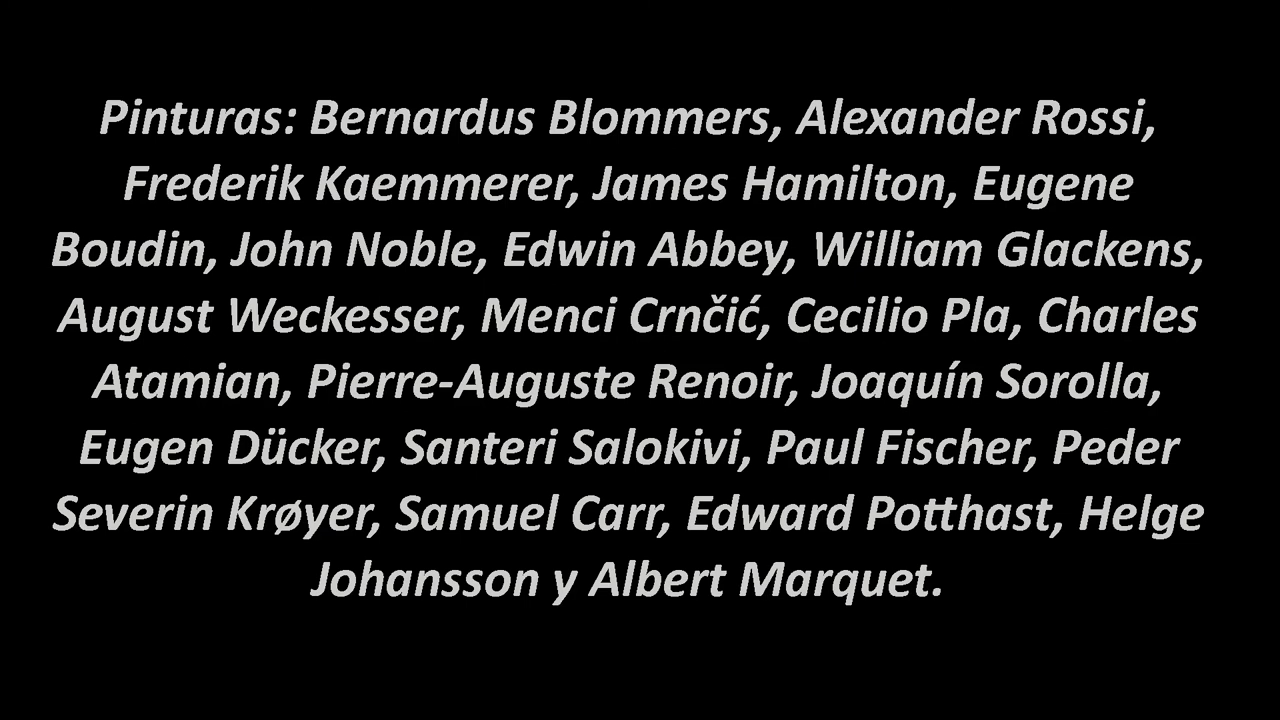 Pinturas: Bernardus Blommers, Alexander Rossi,
Frederik Kaemmerer, James Hamilton, Eugene
Boudin, John Noble, Edwin Abbey, William Glackens,
August Weckesser, Menci Crnčić, Cecilio Pla, Charles
Atamian, Pierre-Auguste Renoir, Joaquín Sorolla,
Eugen Dücker, Santeri Salokivi, Paul Fischer, Peder
Severin Krøyer, Samuel Carr, Edward Potthast, Helge
Johansson y Albert Marquet.